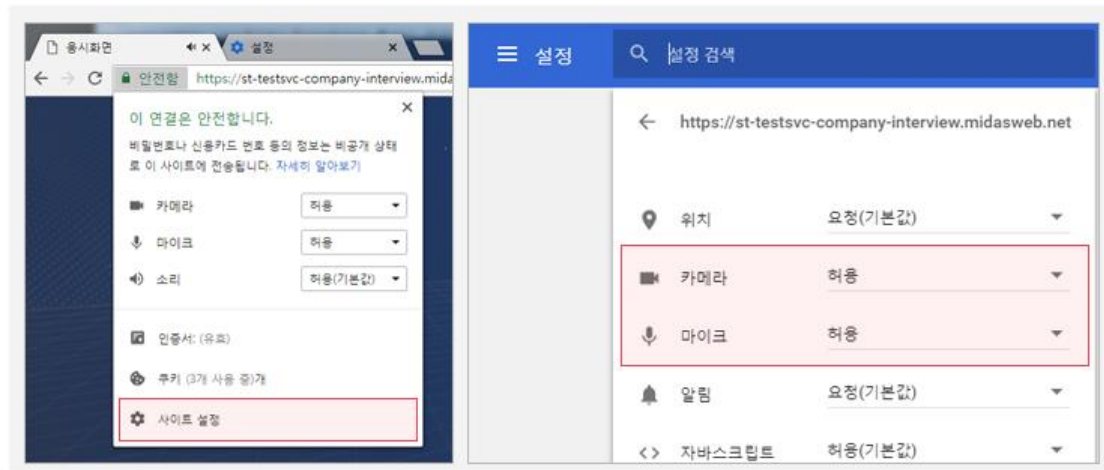 응시화면
설정
안전함
https://st-testsvc-company-interview.mida
이 연결은 안전합니다.
비밀번호나 신용카드 번호 등의 정보는 비공개 상태
로 이 사이트에 전송됩니다. 자세히 알아보기
카메라 허용
마이크 허용
소리 허용(기본값)
인증서: (유효)
쿠키 (3개 사용 중)개
사이트 설정
설정
설정 검색
https://st-testsvc-company-interview.midasweb.net
위치 요청(기본값)
카메라 허용
마이크 허용
알림 요청(기본값)
자바스크립트 허용(기본값)